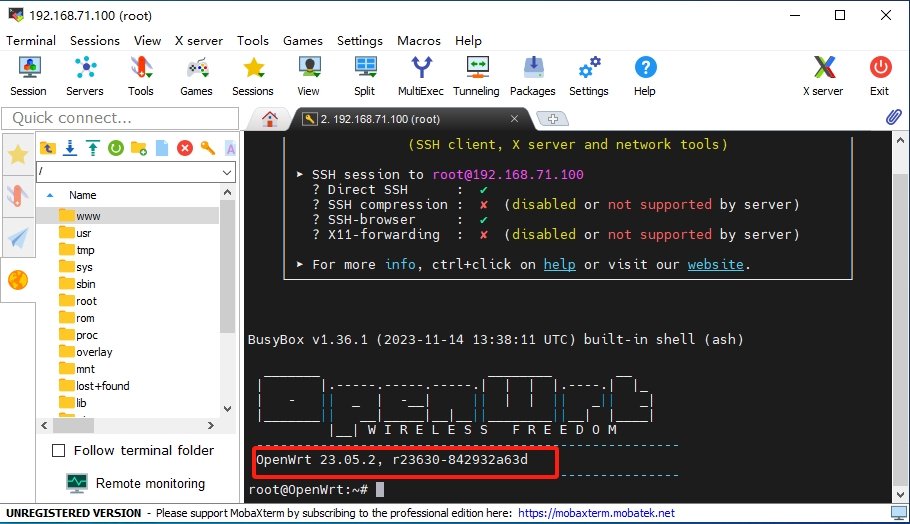 192.168.71.100 (root)
Terminal Sessions View X server Tools Games Settings Macros Help
Session Servers Tools Games Sessions View Split MultiExec Tunneling Packages Settings Help X server Exit
Quick connect...
2. 192.168.71.100 (root)
/
Name
www
usr
tmp
sys
sbin
root
rom
proc
overlay
mnt
lost+found
lib
Follow terminal folder
Remote monitoring
(SSH client, X server and network tools)
➤ SSH session to root@192.168.71.100
? Direct SSH : ✔
? SSH compression : ✘ (disabled or not supported by server)
? SSH-browser : ✔
? X11-forwarding : ✘ (disabled or not supported by server)
➤ For more info, ctrl+click on help or visit our website.
BusyBox v1.36.1 (2023-11-14 13:38:11 UTC) built-in shell (ash)
OpenWrt
W I R E L E S S F R E E D O M
OpenWrt 23.05.2, r23630-842932a63d
root@OpenWrt:~#
UNREGISTERED VERSION - Please support MobaXterm by subscribing to the professional edition here: https://mobaxterm.mobatek.net